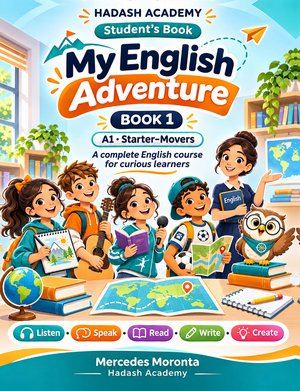 HADASH ACADEMY
Student's Book
My English
Adventure
BOOK 1
A1 · Starter–Movers
A complete English course
for curious learners
English
Listen · Speak · Read · Write · Create
Mercedes Moronta
Hadash Academy